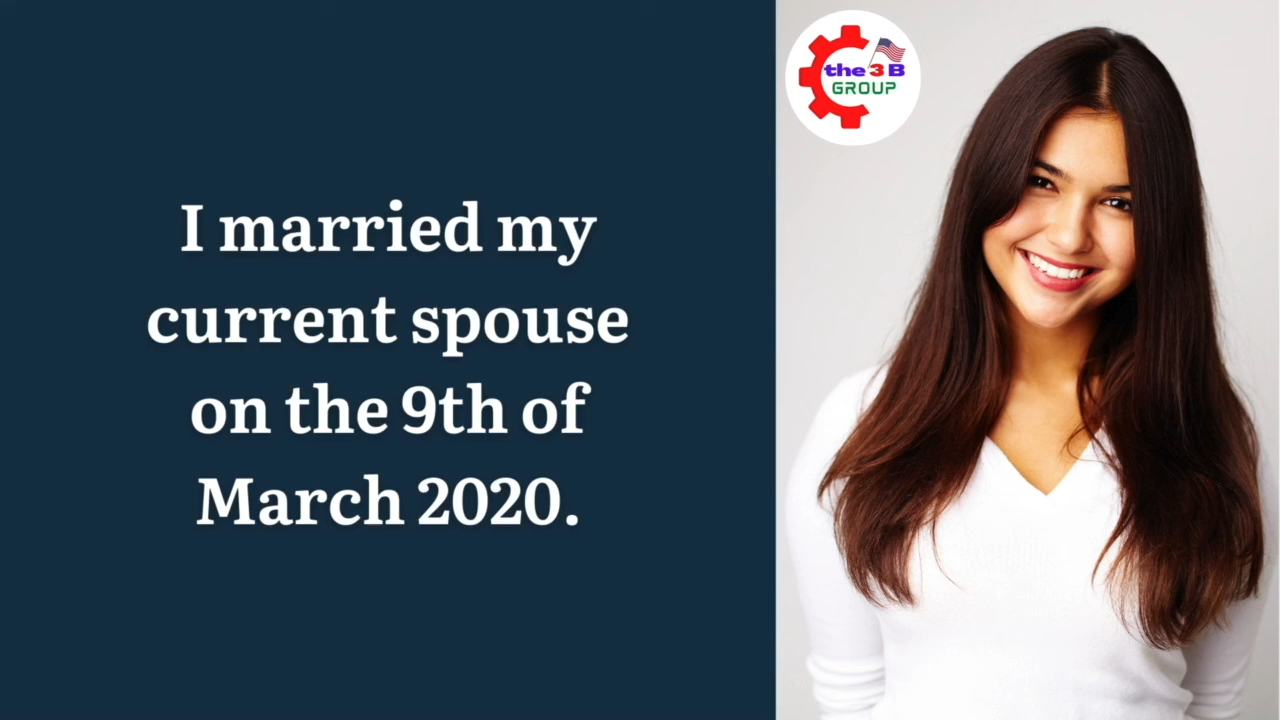 I married my
current spouse
on the 9th of
March 2020.
the 3 B
GROUP